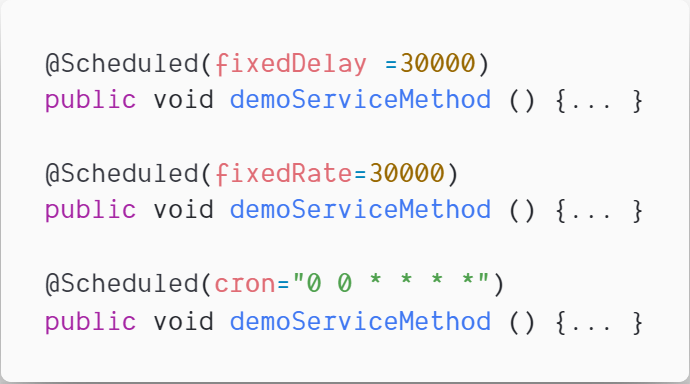 @Scheduled(fixedDelay =30000)
public void demoServiceMethod () {... }
@Scheduled(fixedRate=30000)
public void demoServiceMethod () {... }
@Scheduled(cron="0 0 * * * *")
public void demoServiceMethod () {... }